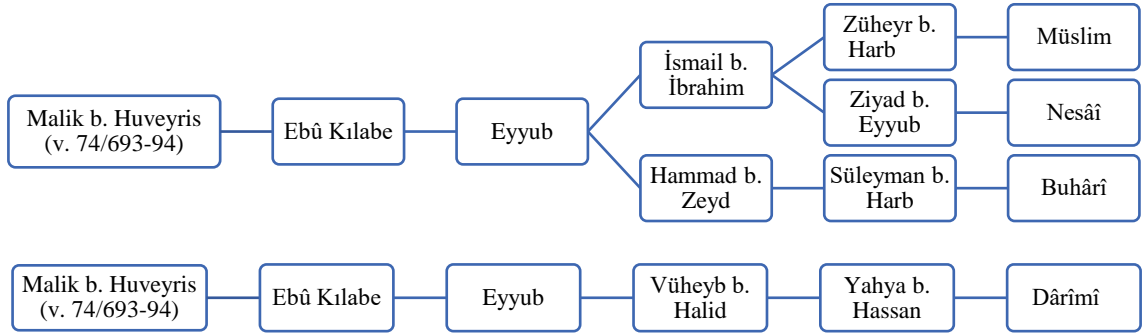 Malik b. Huveyris
(v. 74/693-94)
Ebû Kılabe
Eyyub
İsmail b.
İbrahim
Züheyr b.
Harb
Müslim
Ziyad b.
Eyyub
Nesâî
Hammad b.
Zeyd
Süleyman b.
Harb
Buhârî
Malik b. Huveyris
(v. 74/693-94)
Ebû Kılabe
Eyyub
Vüheyb b.
Halid
Yahya b.
Hassan
Dârîmî